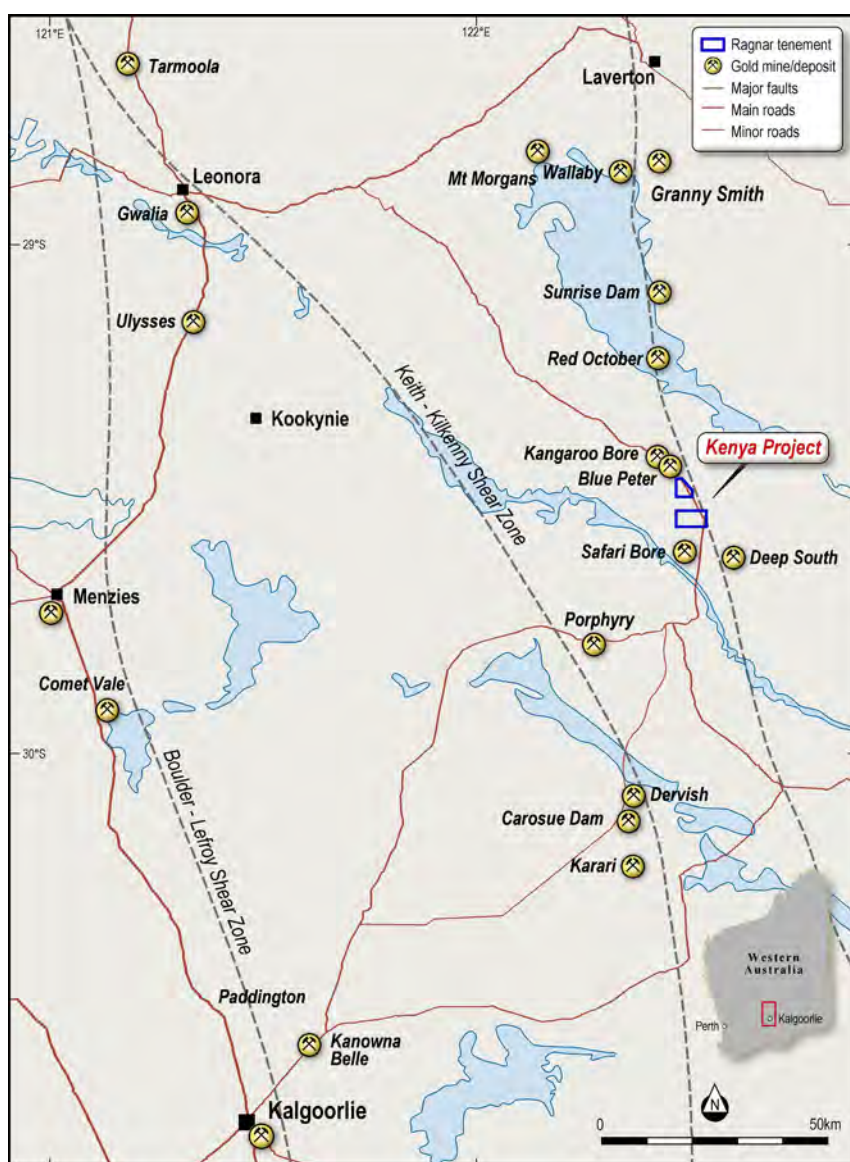 121°E
122°E
Ragnar tenement
Gold mine/deposit
Major faults
Main roads
Minor roads
Tarmoola
Laverton
Leonora
Mt Morgans
Wallaby
Granny Smith
Gwalia
29°S
Sunrise Dam
Ulysses
Red October
Keith - Kilkenny Shear Zone
Kookynie
Kangaroo Bore
Kenya Project
Blue Peter
Safari Bore
Deep South
Menzies
Porphyry
Comet Vale
30°S
Boulder - Lefroy Shear Zone
Dervish
Carosue Dam
Karari
Western
Australia
Paddington
Perth
Kalgoorlie
Kanowna
Belle
N
Kalgoorlie
0
50km